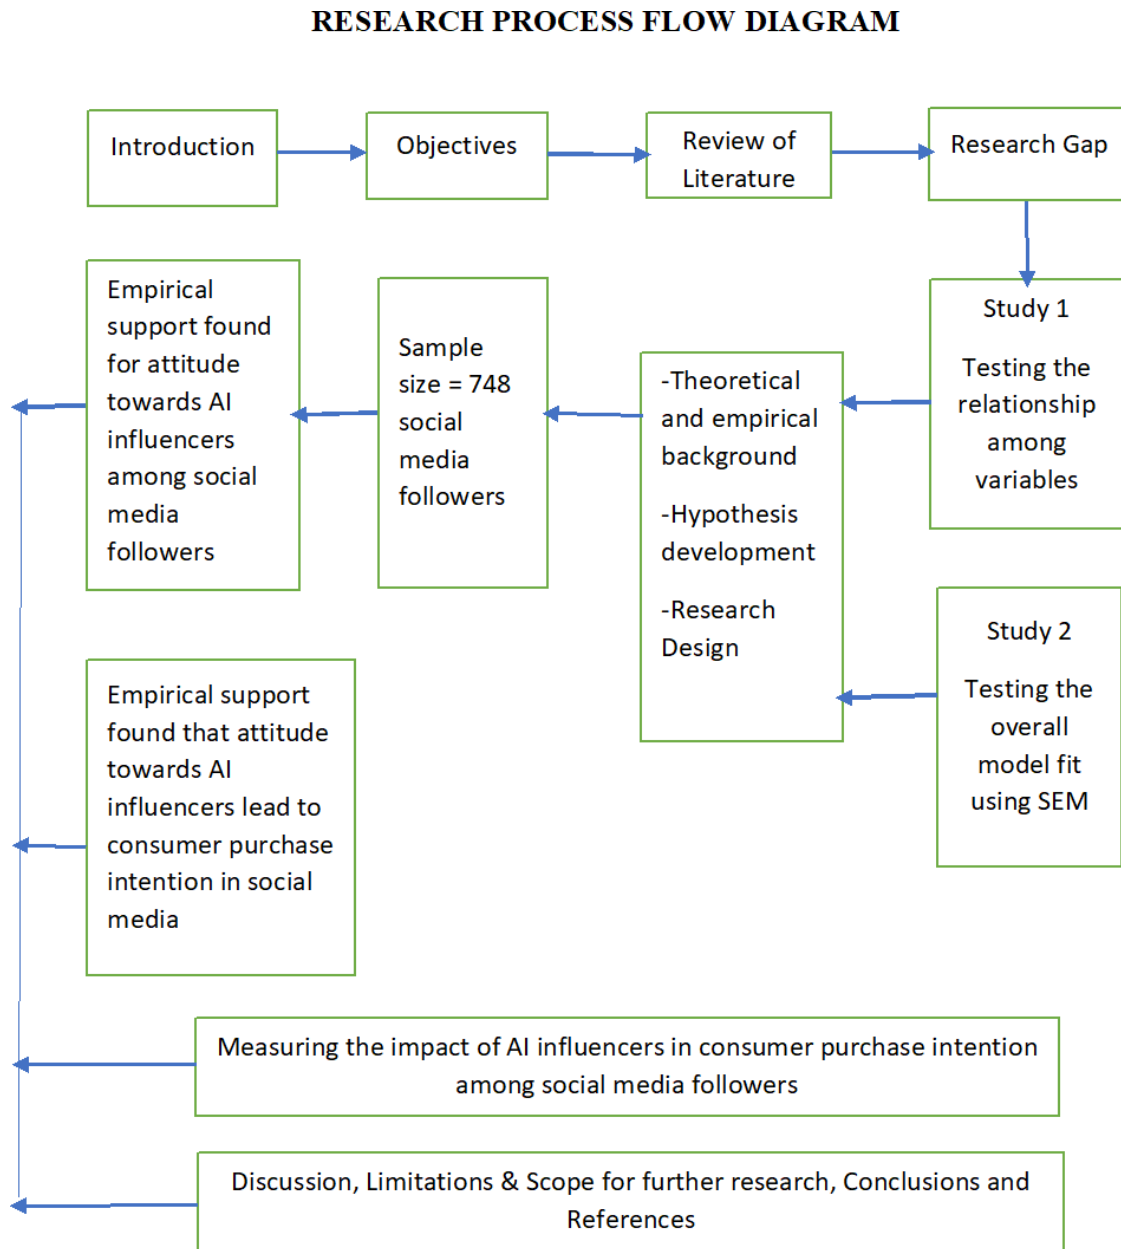 RESEARCH PROCESS FLOW DIAGRAM
Introduction
Objectives
Review of
Literature
Research Gap
Empirical
support found
for attitude
towards AI
influencers
among social
media
followers
Sample
size = 748
social
media
followers
-Theoretical
and empirical
background
-Hypothesis
development
-Research
Design
Study 1
Testing the
relationship
among
variables
Study 2
Testing the
overall
model fit
using SEM
Empirical support
found that attitude
towards AI
influencers lead to
consumer purchase
intention in social
media
Measuring the impact of AI influencers in consumer purchase intention
among social media followers
Discussion, Limitations & Scope for further research, Conclusions and
References